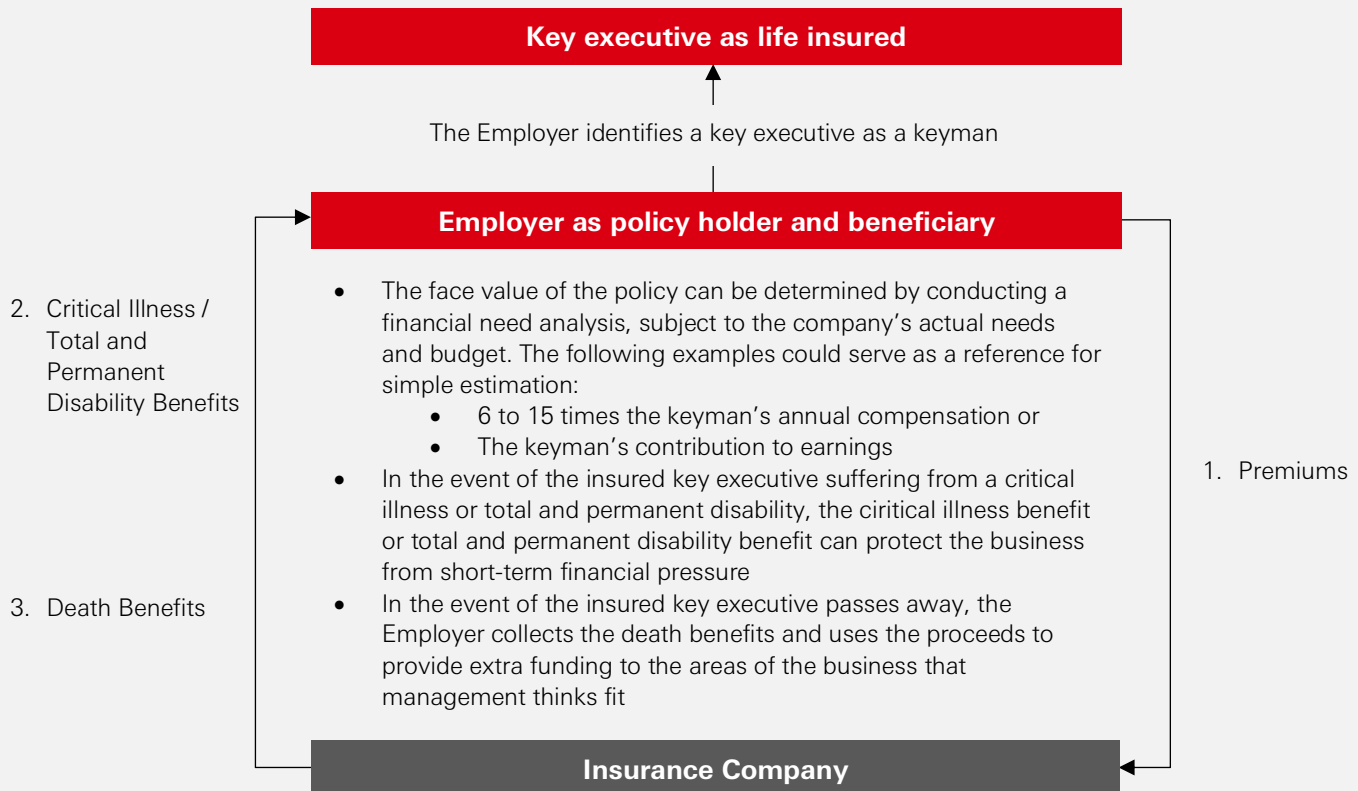 Key executive as life insured
The Employer identifies a key executive as a keyman
Employer as policy holder and beneficiary
2. Critical Illness /
Total and
Permanent
Disability Benefits
3. Death Benefits
• The face value of the policy can be determined by conducting a
financial need analysis, subject to the company’s actual needs
and budget. The following examples could serve as a reference for
simple estimation:
• 6 to 15 times the keyman’s annual compensation or
• The keyman’s contribution to earnings
• In the event of the insured key executive suffering from a critical
illness or total and permanent disability, the ciritical illness benefit
or total and permanent disability benefit can protect the business
from short-term financial pressure
• In the event of the insured key executive passes away, the
Employer collects the death benefits and uses the proceeds to
provide extra funding to the areas of the business that
management thinks fit
1. Premiums
Insurance Company